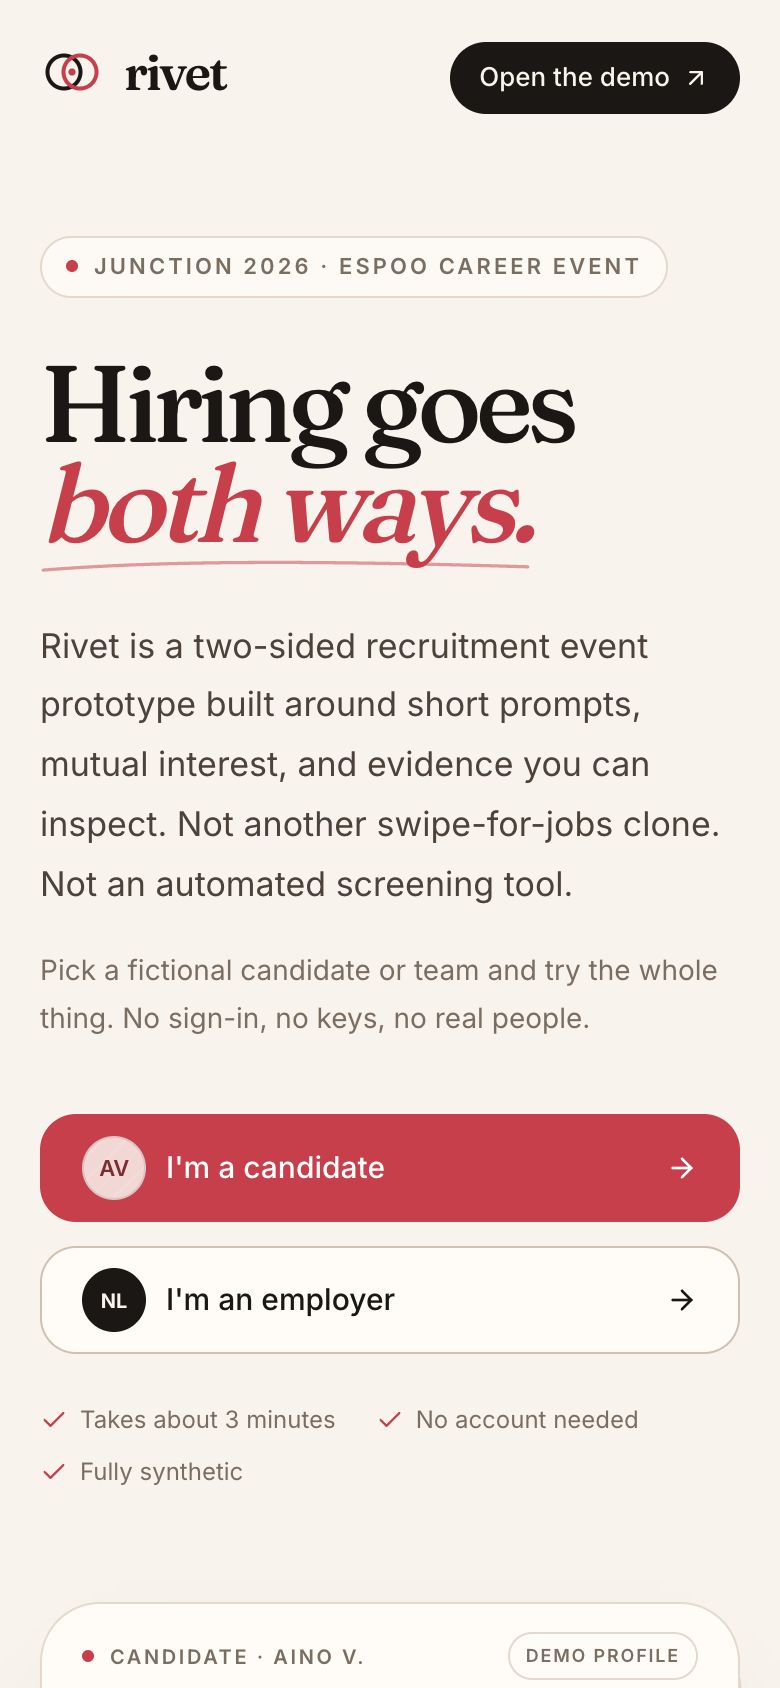 rivet
Open the demo
JUNCTION 2026 · ESPOO CAREER EVENT
Hiring goes
both ways.
Rivet is a two-sided recruitment event
prototype built around short prompts,
mutual interest, and evidence you can
inspect. Not another swipe-for-jobs clone.
Not an automated screening tool.
Pick a fictional candidate or team and try the whole
thing. No sign-in, no keys, no real people.
AV I'm a candidate
NL I'm an employer
Takes about 3 minutes No account needed
Fully synthetic
CANDIDATE · AINO V. DEMO PROFILE